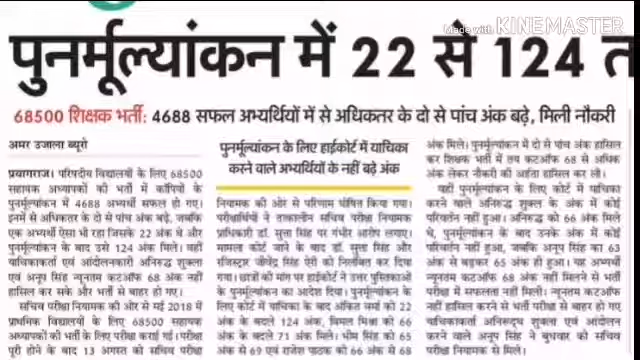 Made with KINEMASTER
पुनर्मूल्यांकन में 22 से 124 त
68500 शिक्षक भर्ती: 4688 सफल अभ्यर्थियों में से अधिकतर के दो से पांच अंक बढ़े, मिली नौकरी
अमर उजाला ब्यूरो
प्रयागराज। परिषदीय विद्यालयों के लिए 68500
सहायक अध्यापकों की भर्ती में कॉपियों के
पुनर्मूल्यांकन में 4688 अभ्यर्थी सफल हो गए।
इनमें से अधिकतर के दो से पांच अंक बढ़े, जबकि
एक अभ्यर्थी ऐसा भी रहा जिसके 22 अंक थे और
पुनर्मूल्यांकन के बाद उसे 124 अंक मिले। वहीं
याचिकाकर्ता एवं आंदोलनकारी अनिरुद्ध शुक्ला
एवं अनूप सिंह न्यूनतम कटऑफ 68 अंक नहीं
हासिल कर सके और भर्ती से बाहर हो गए।
सचिव परीक्षा नियामक की ओर से मई 2018 में
प्राथमिक विद्यालयों के लिए 68500 सहायक
अध्यापकों की भर्ती के लिए परीक्षा कराई गई। परीक्षा
पूरी होने के बाद 13 अगस्त को सचिव परीक्षा
पुनर्मूल्यांकन के लिए हाईकोर्ट में याचिका
करने वाले अभ्यर्थियों के नहीं बढ़े अंक
नियामक की ओर से परिणाम घोषित किया गया।
परीक्षार्थियों ने तत्कालीन सचिव परीक्षा नियामक
प्राधिकारी डॉ. सुत्ता सिंह पर गंभीर आरोप लगाए।
मामला कोर्ट जाने के बाद डॉ. सुत्ता सिंह और
रजिस्ट्रार जीवेंद्र सिंह ऐरी को निलंबित कर दिया
गया। छात्रों की मांग पर हाईकोर्ट ने उत्तर पुस्तिकाओं
के पुनर्मूल्यांकन का आदेश दिया। पुनर्मूल्यांकन के
लिए कोर्ट में याचिका के बाद अंकित वर्मा को 22
अंक के बदले 124 अंक, विमल मिश्रा को 66
अंक के बदले 71 अंक मिले। भीम सिंह को 65
अंक से 69 एवं राजेश पाठक को 66 अंक से 68
अंक मिले। पुनर्मूल्यांकन में दो से पांच अंक हासिल
कर शिक्षक भर्ती में तय कटऑफ 68 से अधिक
अंक लेकर नौकरी की अर्हता हासिल कर ली।
वहीं पुनर्मूल्यांकन के लिए कोर्ट में याचिका
करने वाले अनिरुद्ध शुक्ल के अंक में कोई
परिवर्तन नहीं हुआ। अनिरुद्ध को 66 अंक मिले
थे, पुनर्मूल्यांकन के बाद उनके अंक में कोई
परिवर्तन नहीं हुआ, जबकि अनूप सिंह का 63
अंक से बढ़कर 65 अंक ही हुआ। यह अभ्यर्थी
न्यूनतम कटऑफ 68 अंक नहीं मिलने से भर्ती
परीक्षा में सफलता नहीं मिली। न्यूनतम कटऑफ
नहीं हासिल करने से भर्ती परीक्षा से बाहर हो गए
याचिकाकर्ता अनिरुद्ध शुक्ला एवं आंदोलन
करने वाले अनूप सिंह ने बुधवार को सचिव
परीक्षा नियामक से मिले।